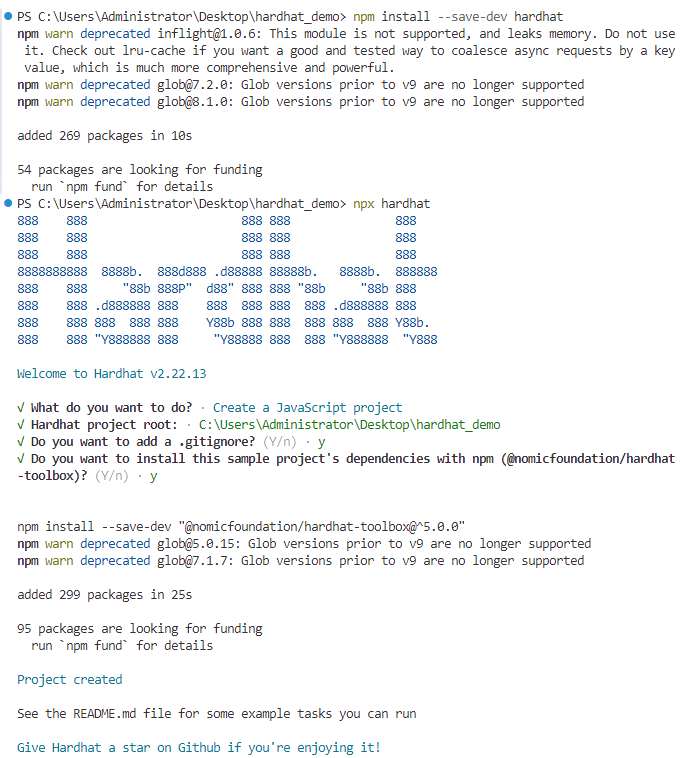 PS C:\Users\Administrator\Desktop\hardhat_demo> npm install --save-dev hardhat
npm warn deprecated inflight@1.0.6: This module is not supported, and leaks memory. Do not use
it. Check out lru-cache if you want a good and tested way to coalesce async requests by a key
value, which is much more comprehensive and powerful.
npm warn deprecated glob@7.2.0: Glob versions prior to v9 are no longer supported
npm warn deprecated glob@8.1.0: Glob versions prior to v9 are no longer supported
added 269 packages in 10s
54 packages are looking for funding
run `npm fund` for details
PS C:\Users\Administrator\Desktop\hardhat_demo> npx hardhat
888    888                      888 888               888
888    888                      888 888               888
888    888                      888 888               888
8888888888  8888b.  888d888 .d88888 88888b.   8888b.  888888
888    888     "88b 888P"  d88" 888 888 "88b     "88b 888
888    888 .d888888 888    888  888 888  888 .d888888 888
888    888 888  888 888    Y88b 888 888  888 888  888 Y88b.
888    888 "Y888888 888     "Y88888 888  888 "Y888888  "Y888
Welcome to Hardhat v2.22.13
√ What do you want to do? · Create a JavaScript project
√ Hardhat project root: · C:\Users\Administrator\Desktop\hardhat_demo
√ Do you want to add a .gitignore? (Y/n) · y
√ Do you want to install this sample project's dependencies with npm (@nomicfoundation/hardhat
-toolbox)? (Y/n) · y
npm install --save-dev "@nomicfoundation/hardhat-toolbox@^5.0.0"
npm warn deprecated glob@5.0.15: Glob versions prior to v9 are no longer supported
npm warn deprecated glob@7.1.7: Glob versions prior to v9 are no longer supported
added 299 packages in 25s
95 packages are looking for funding
run `npm fund` for details
Project created
See the README.md file for some example tasks you can run
Give Hardhat a star on Github if you're enjoying it!